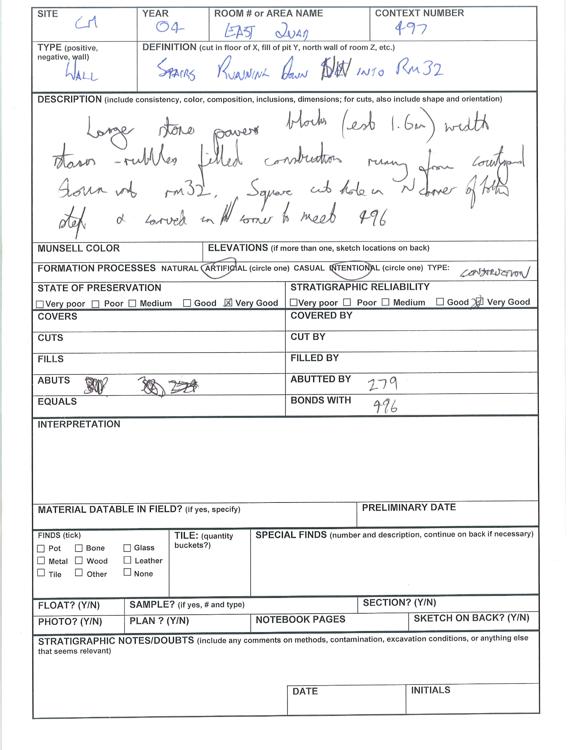 SITE CM YEAR 04 ROOM # or AREA NAME EAST QUAD CONTEXT NUMBER 497
TYPE (positive, negative, wall) WALL DEFINITION (cut in floor of X, fill of pit Y, north wall of room Z, etc.) STAIRS RUNNING DOWN INTO RM32
DESCRIPTION (include consistency, color, composition, inclusions, dimensions; for cuts, also include shape and orientation)
Large stone pavers blocks (est 1.6m) width
-rubbles filled construction from courtyard
down into rm32. Square cut hole in N corner of
step & carved in N corner to meet 496
MUNSELL COLOR ELEVATIONS (if more than one, sketch locations on back)
FORMATION PROCESSES NATURAL ARTIFICIAL (circle one) CASUAL INTENTIONAL (circle one) TYPE: CONSTRUCTION
STATE OF PRESERVATION STRATIGRAPHIC RELIABILITY
Very poor Poor Medium Good Very Good Very poor Poor Medium Good Very Good
COVERS COVERED BY
CUTS CUT BY
FILLS FILLED BY
ABUTS ABUTTED BY 279
EQUALS BONDS WITH 496
INTERPRETATION
MATERIAL DATABLE IN FIELD? (if yes, specify) PRELIMINARY DATE
FINDS (tick) TILE: (quantity buckets?) SPECIAL FINDS (number and description, continue on back if necessary)
Pot Bone Glass
Metal Wood Leather
Tile Other None
FLOAT? (Y/N) SAMPLE? (if yes, # and type) SECTION? (Y/N)
PHOTO? (Y/N) PLAN ? (Y/N) NOTEBOOK PAGES SKETCH ON BACK? (Y/N)
STRATIGRAPHIC NOTES/DOUBTS (include any comments on methods, contamination, excavation conditions, or anything else
that seems relevant)
DATE INITIALS